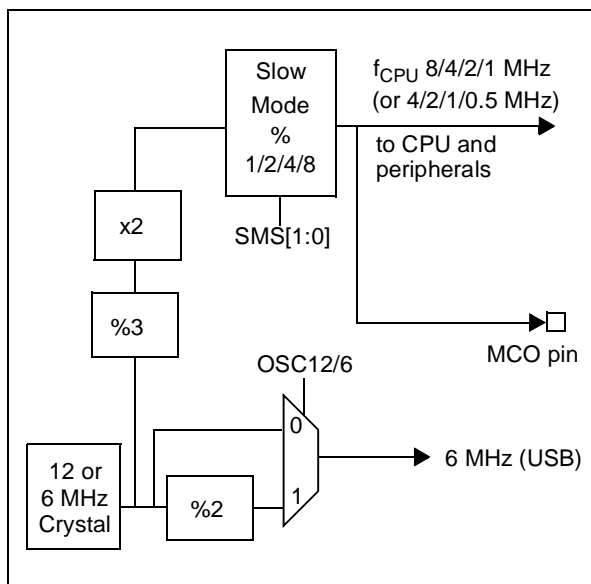 Slow
Mode
%
1/2/4/8
fCPU 8/4/2/1 MHz
(or 4/2/1/0.5 MHz)
to CPU and
peripherals
x2
SMS[1:0]
%3
MCO pin
OSC12/6
0
12 or
6 MHz
Crystal
%2
1
6 MHz (USB)